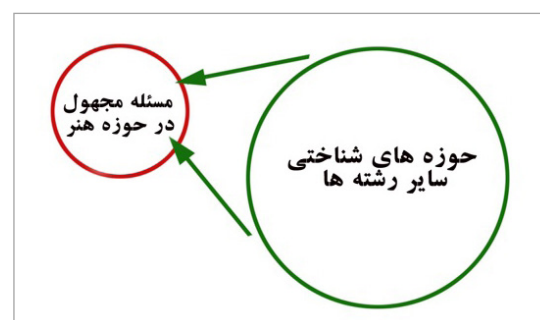 مسئله مجهول
در حوزه هنر
حوزه های شناختی
سایر رشته ها